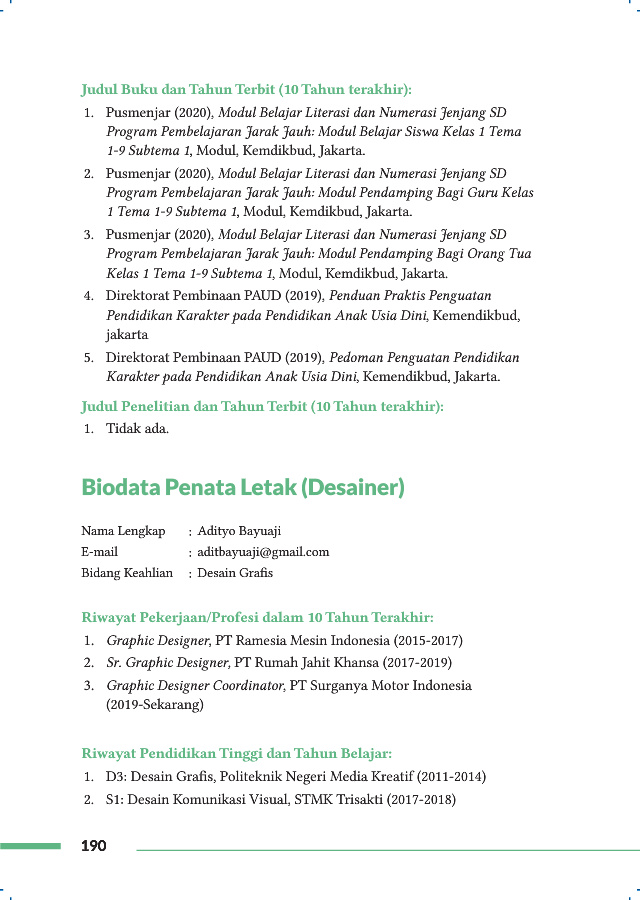 Judul Buku dan Tahun Terbit (10 Tahun terakhir):
1. Pusmenjar (2020), Modul Belajar Literasi dan Numerasi Jenjang SD
Program Pembelajaran Jarak Jauh: Modul Belajar Siswa Kelas 1 Tema
1-9 Subtema 1, Modul, Kemdikbud, Jakarta.
2. Pusmenjar (2020), Modul Belajar Literasi dan Numerasi Jenjang SD
Program Pembelajaran Jarak Jauh: Modul Pendamping Bagi Guru Kelas
1 Tema 1-9 Subtema 1, Modul, Kemdikbud, Jakarta.
3. Pusmenjar (2020), Modul Belajar Literasi dan Numerasi Jenjang SD
Program Pembelajaran Jarak Jauh: Modul Pendamping Bagi Orang Tua
Kelas 1 Tema 1-9 Subtema 1, Modul, Kemdikbud, Jakarta.
4. Direktorat Pembinaan PAUD (2019), Penduan Praktis Penguatan
Pendidikan Karakter pada Pendidikan Anak Usia Dini, Kemendikbud,
jakarta
5. Direktorat Pembinaan PAUD (2019), Pedoman Penguatan Pendidikan
Karakter pada Pendidikan Anak Usia Dini, Kemendikbud, Jakarta.
Judul Penelitian dan Tahun Terbit (10 Tahun terakhir):
1. Tidak ada.
Biodata Penata Letak (Desainer)
Nama Lengkap : Adityo Bayuaji
E-mail : aditbayuaji@gmail.com
Bidang Keahlian : Desain Grafis
Riwayat Pekerjaan/Profesi dalam 10 Tahun Terakhir:
1. Graphic Designer, PT Ramesia Mesin Indonesia (2015-2017)
2. Sr. Graphic Designer, PT Rumah Jahit Khansa (2017-2019)
3. Graphic Designer Coordinator, PT Surganya Motor Indonesia
(2019-Sekarang)
Riwayat Pendidikan Tinggi dan Tahun Belajar:
1. D3: Desain Grafis, Politeknik Negeri Media Kreatif (2011-2014)
2. S1: Desain Komunikasi Visual, STMK Trisakti (2017-2018)
190